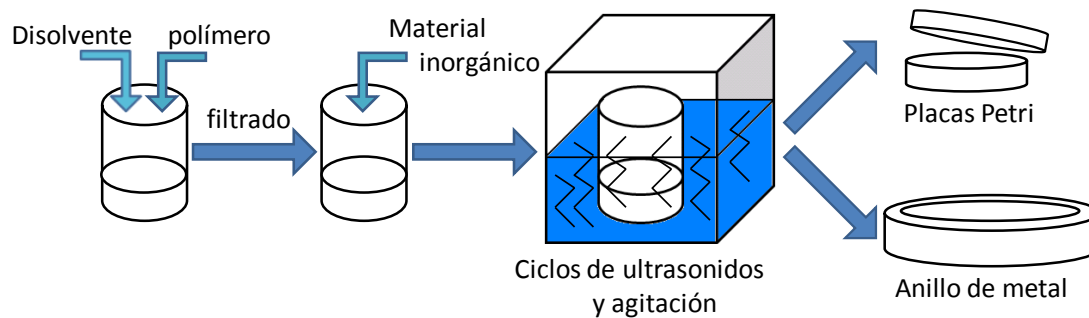 Disolvente
polímero
filtrado
Material
inorgánico
Ciclos de ultrasonidos
y agitación
Placas Petri
Anillo de metal